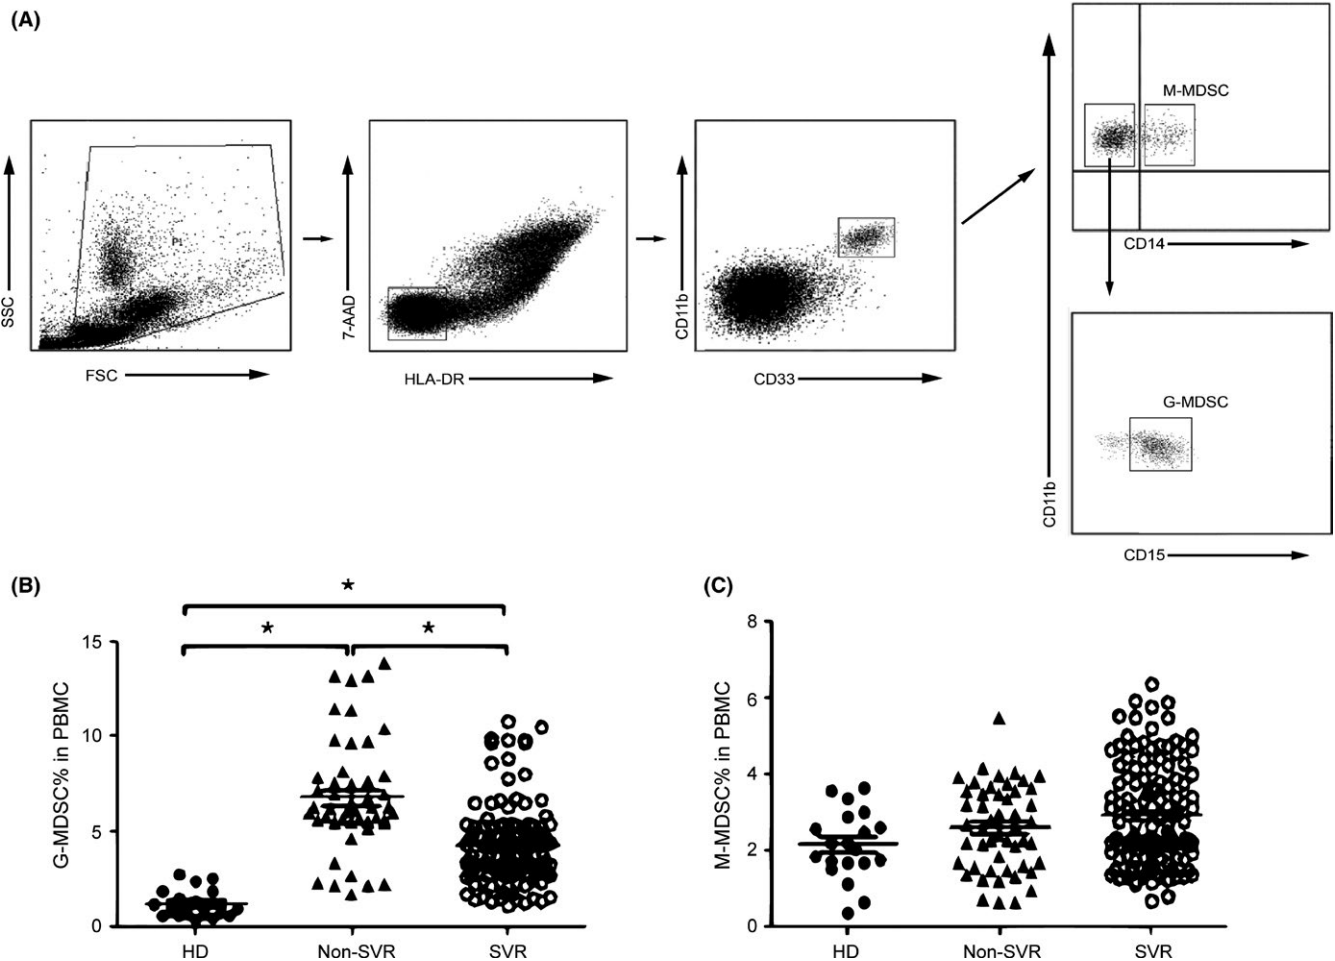 (A)
SSC
P1
FSC
7-AAD
HLA-DR
CD11b
CD33
M-MDSC
CD14
G-MDSC
CD11b
CD15
(B)
*
*
*
G-MDSC% in PBMC
15
10
5
0
HD
Non-SVR
SVR
(C)
M-MDSC% in PBMC
8
6
4
2
0
HD
Non-SVR
SVR